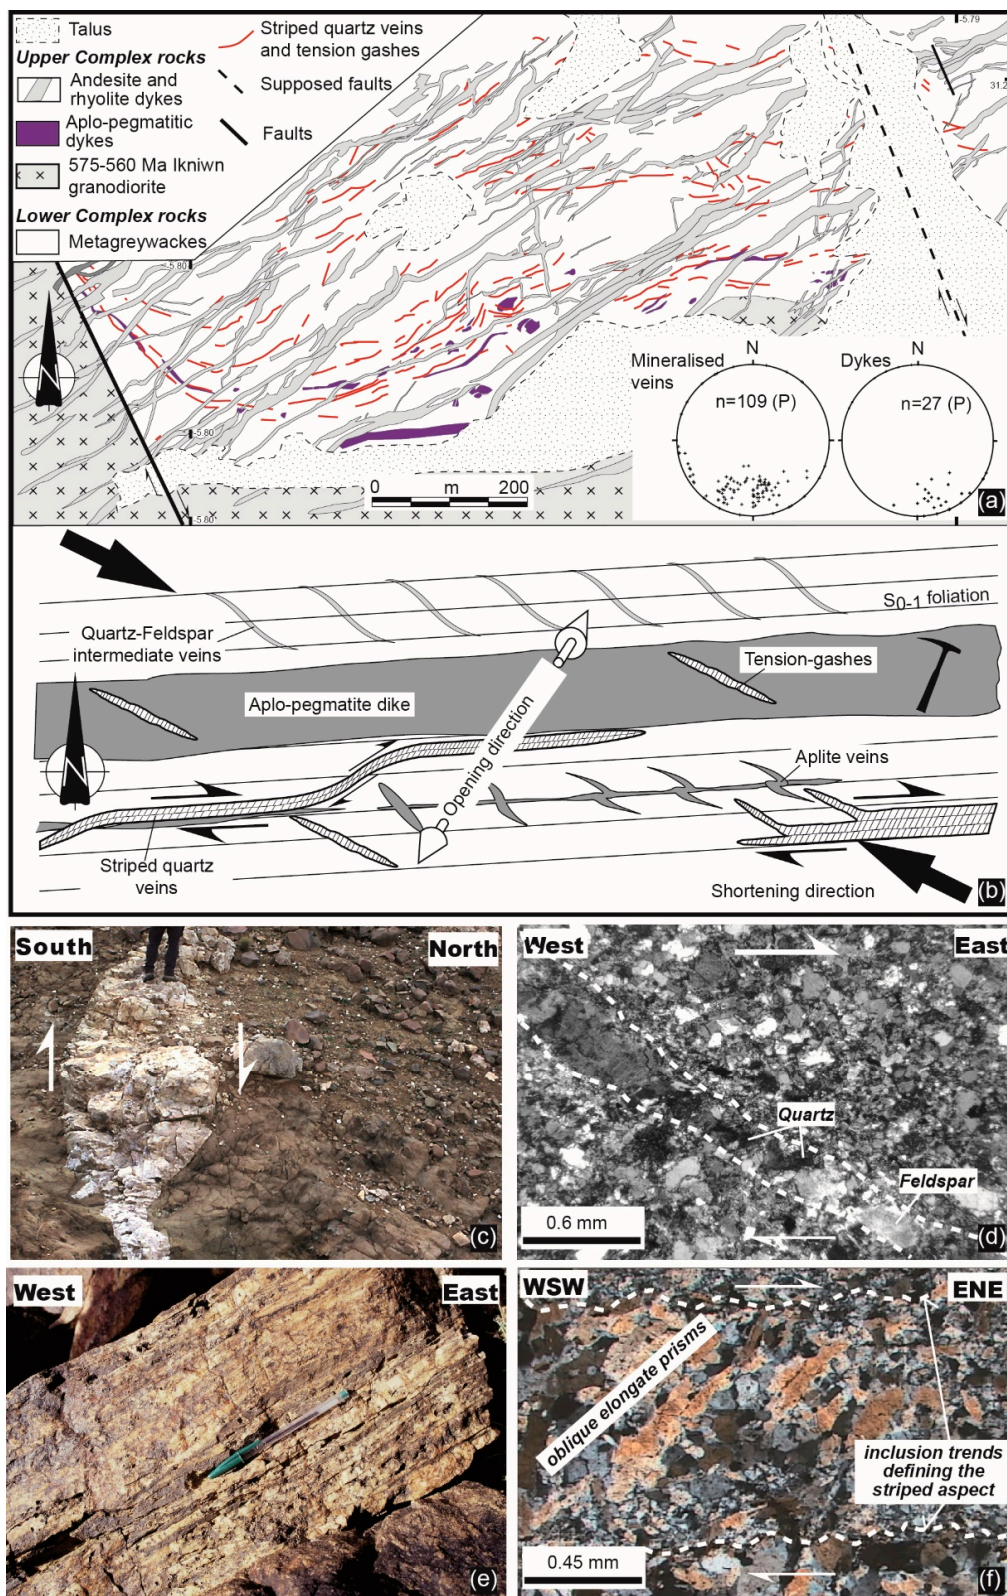 Talus
Upper Complex rocks
Andesite and
rhyolite dykes
Aplo-pegmatitic
dykes
575-560 Ma Ikniwn
granodiorite
Lower Complex rocks
Metagreywackes
Striped quartz veins
and tension gashes
Supposed faults
Faults
-5.79
31.2
-5.80
-5.80
-5.80
N
0 m 200
Mineralised
veins
N
n=109 (P)
Dykes
N
n=27 (P)
(a)
Quartz-Feldspar
intermediate veins
S0-1 foliation
Tension-gashes
Aplo-pegmatite dike
N
Opening direction
Aplite veins
Striped quartz
veins
Shortening direction
(b)
South
North
(c)
West
East
Quartz
Feldspar
0.6 mm
(d)
West
East
(e)
WSW
ENE
oblique elongate prisms
inclusion trends
defining the
striped aspect
0.45 mm
(f)